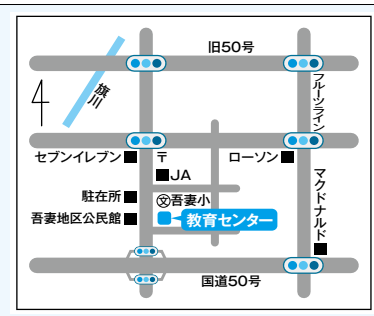 旧50号
旗川
フルーツライン
セブンイレブン
〒
ローソン
JA
マクドナルド
駐在所
文吾妻小
吾妻地区公民館
教育センター
国道50号